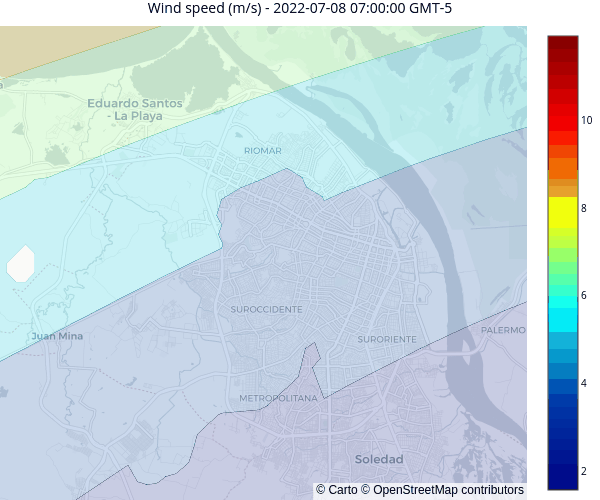 Wind speed (m/s) - 2022-07-08 07:00:00 GMT-5
Eduardo Santos
- La Playa
RIOMAR
SUROCCIDENTE
SURORIENTE
PALERMO
Juan Mina
METROPOLITANA
Soledad
10
8
6
4
2
© Carto © OpenStreetMap contributors